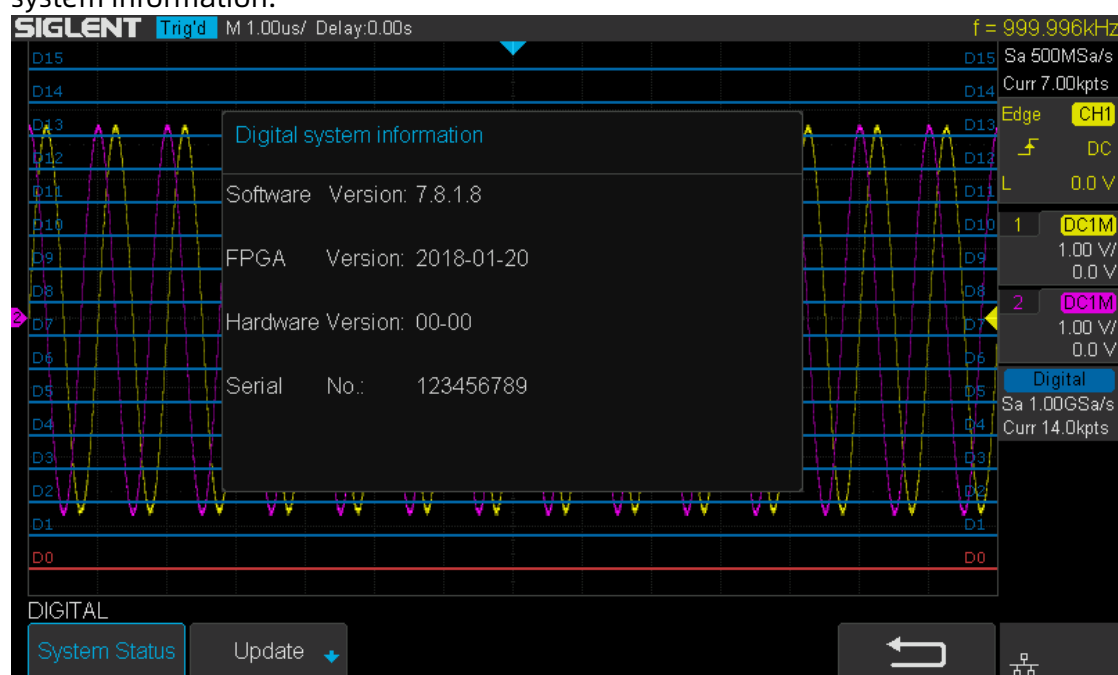 system information.
SIGLENT Trig'd M 1.00us/ Delay:0.00s f = 999.996kHz
D15 D15 Sa 500MSa/s
D14 D14 Curr 7.00kpts
D13 D13 Edge CH1
Digital system information
D12 D12 DC
D11 D11 L 0.0 V
Software Version: 7.8.1.8
D10 D10 1 DC1M
1.00 V/
D9 D9
FPGA Version: 2018-01-20
0.0 V
D8 D8
2 DC1M
2 D7 D7
Hardware Version: 00-00
1.00 V/
0.0 V
D6 D6
Digital
D5 D5
Serial No.: 123456789
Sa 1.00GSa/s
D4 D4 Curr 14.0kpts
D3 D3
D2 D2
D1 D1
D0 D0
DIGITAL
System Status Update